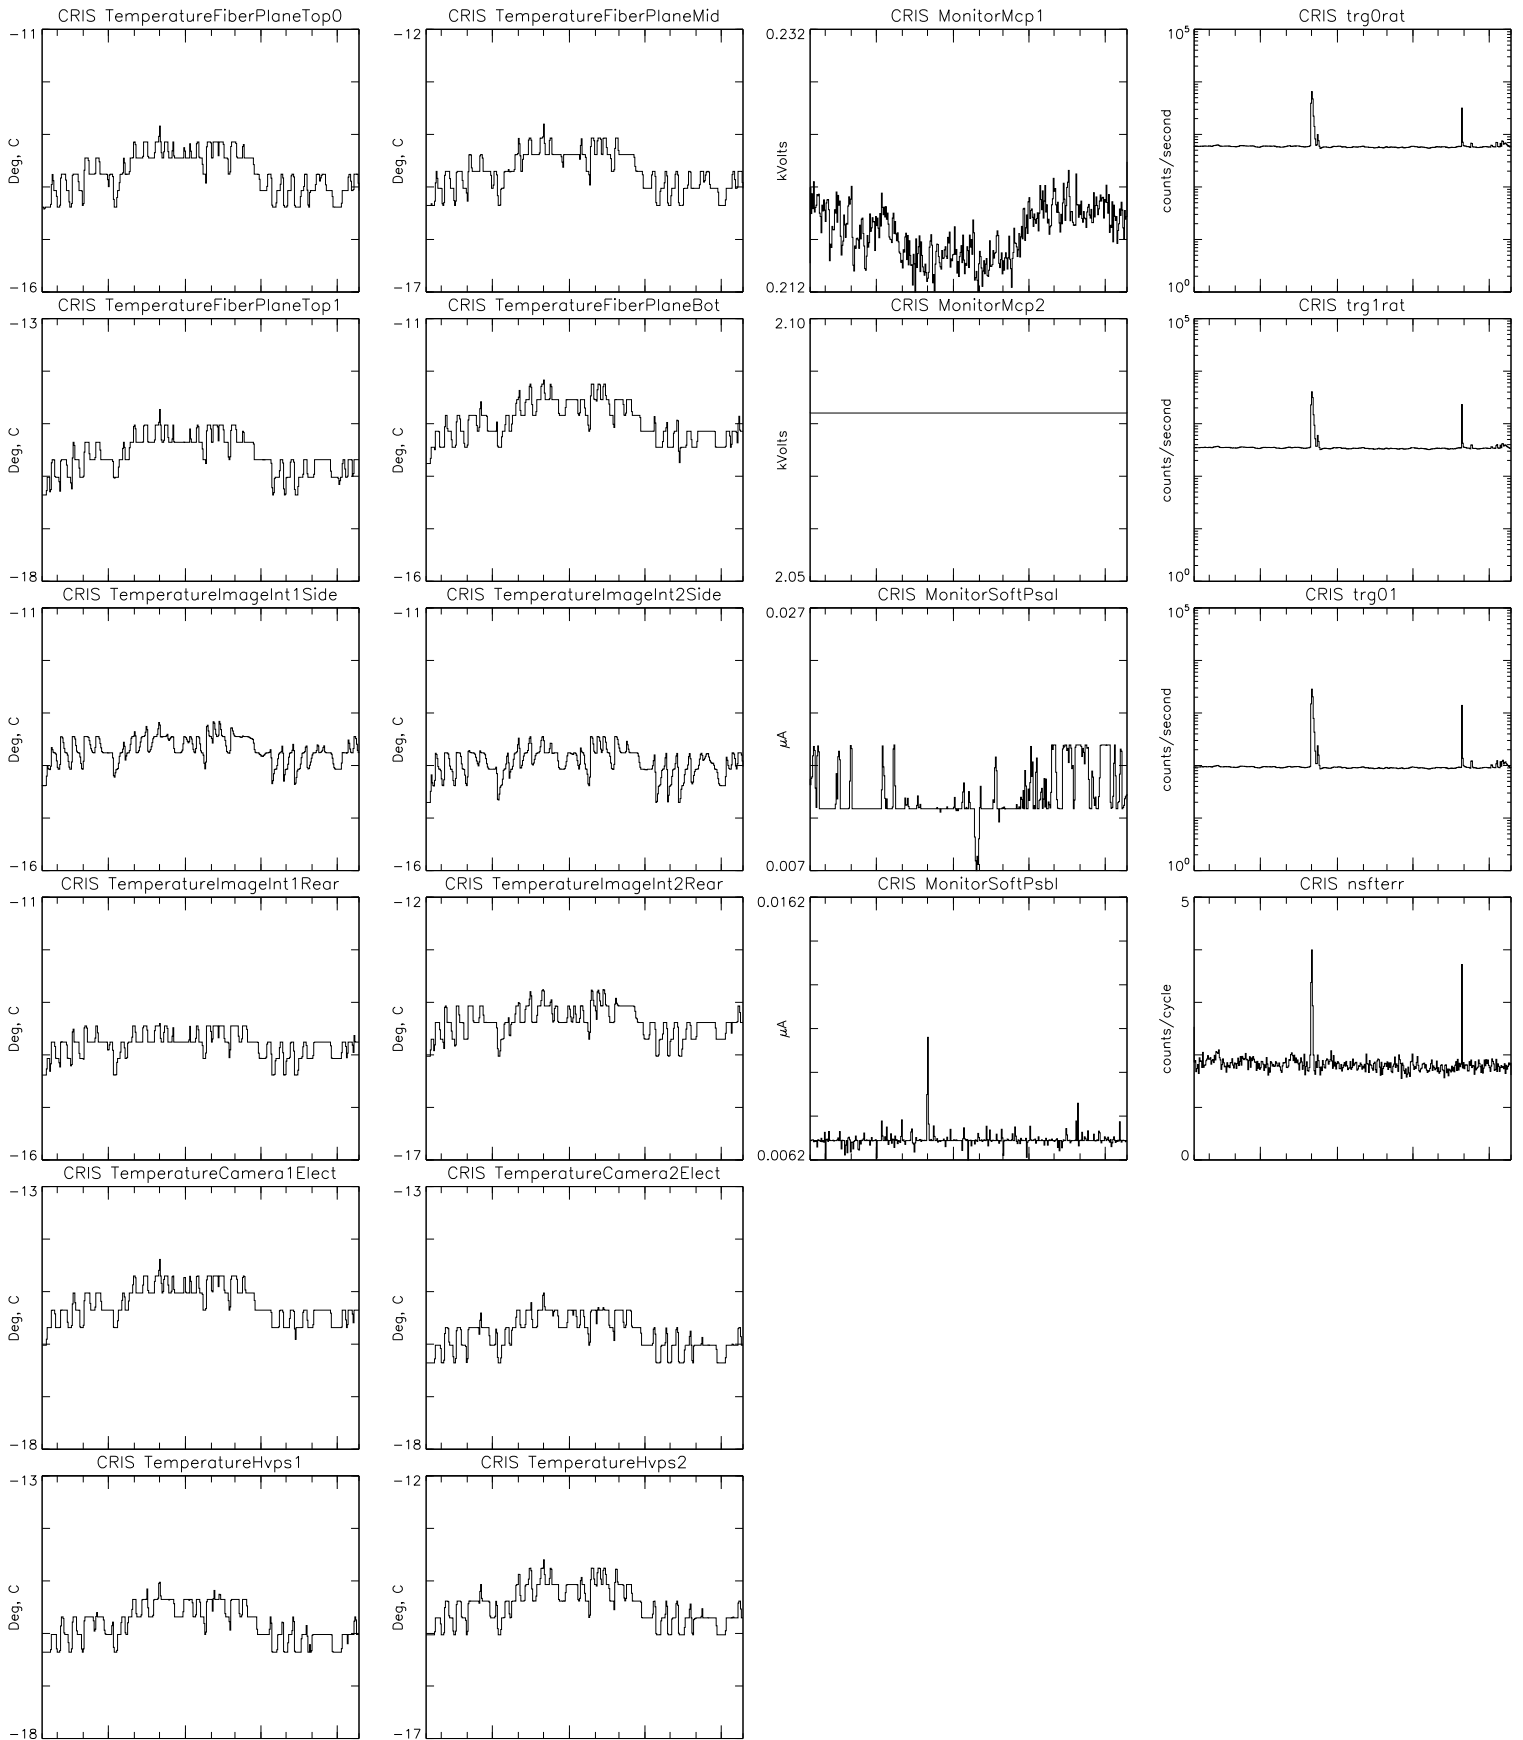 CRIS TemperatureFiberPlaneTop0
-11
Deg, C
-16
CRIS TemperatureFiberPlaneMid
-12
Deg, C
-17
CRIS MonitorMcp1
0.232
kVolts
0.212
CRIS trg0rat
10^5
counts/second
10^0
CRIS TemperatureFiberPlaneTop1
-13
Deg, C
-18
CRIS TemperatureFiberPlaneBot
-11
Deg, C
-16
CRIS MonitorMcp2
2.10
kVolts
2.05
CRIS trg1rat
10^5
counts/second
10^0
CRIS TemperatureImageInt1Side
-11
Deg, C
-16
CRIS TemperatureImageInt2Side
-11
Deg, C
-16
CRIS MonitorSoftPsaI
0.027
μA
0.007
CRIS trg01
10^5
counts/second
10^0
CRIS TemperatureImageInt1Rear
-11
Deg, C
-16
CRIS TemperatureImageInt2Rear
-12
Deg, C
-17
CRIS MonitorSoftPsbI
0.0162
μA
0.0062
CRIS nsfterr
5
counts/cycle
0
CRIS TemperatureCamera1Elect
-13
Deg, C
-18
CRIS TemperatureCamera2Elect
-13
Deg, C
-18
CRIS TemperatureHvps1
-13
Deg, C
-18
CRIS TemperatureHvps2
-12
Deg, C
-17